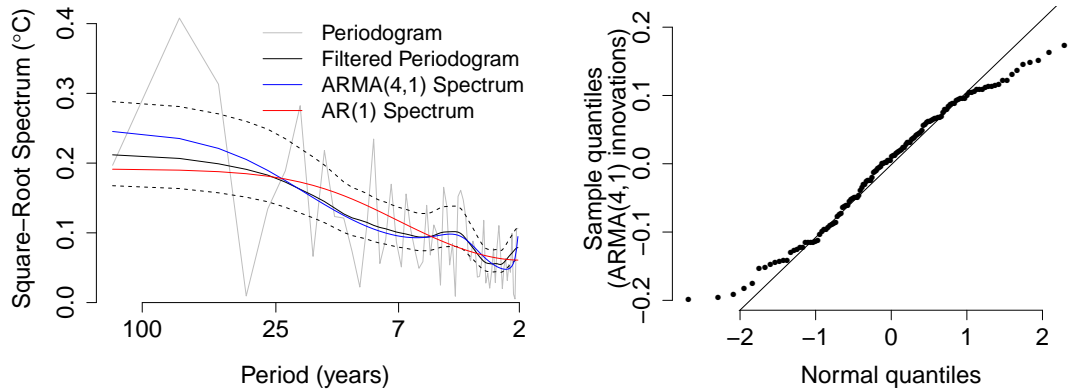 Square−Root Spectrum (°C)
0.0
0.1
0.2
0.3
0.4
Periodogram
Filtered Periodogram
ARMA(4,1) Spectrum
AR(1) Spectrum
100
25
7
2
Period (years)
Sample quantiles
(ARMA(4,1) innovations)
−0.2
−0.1
0.0
0.1
0.2
−2
−1
0
1
2
Normal quantiles